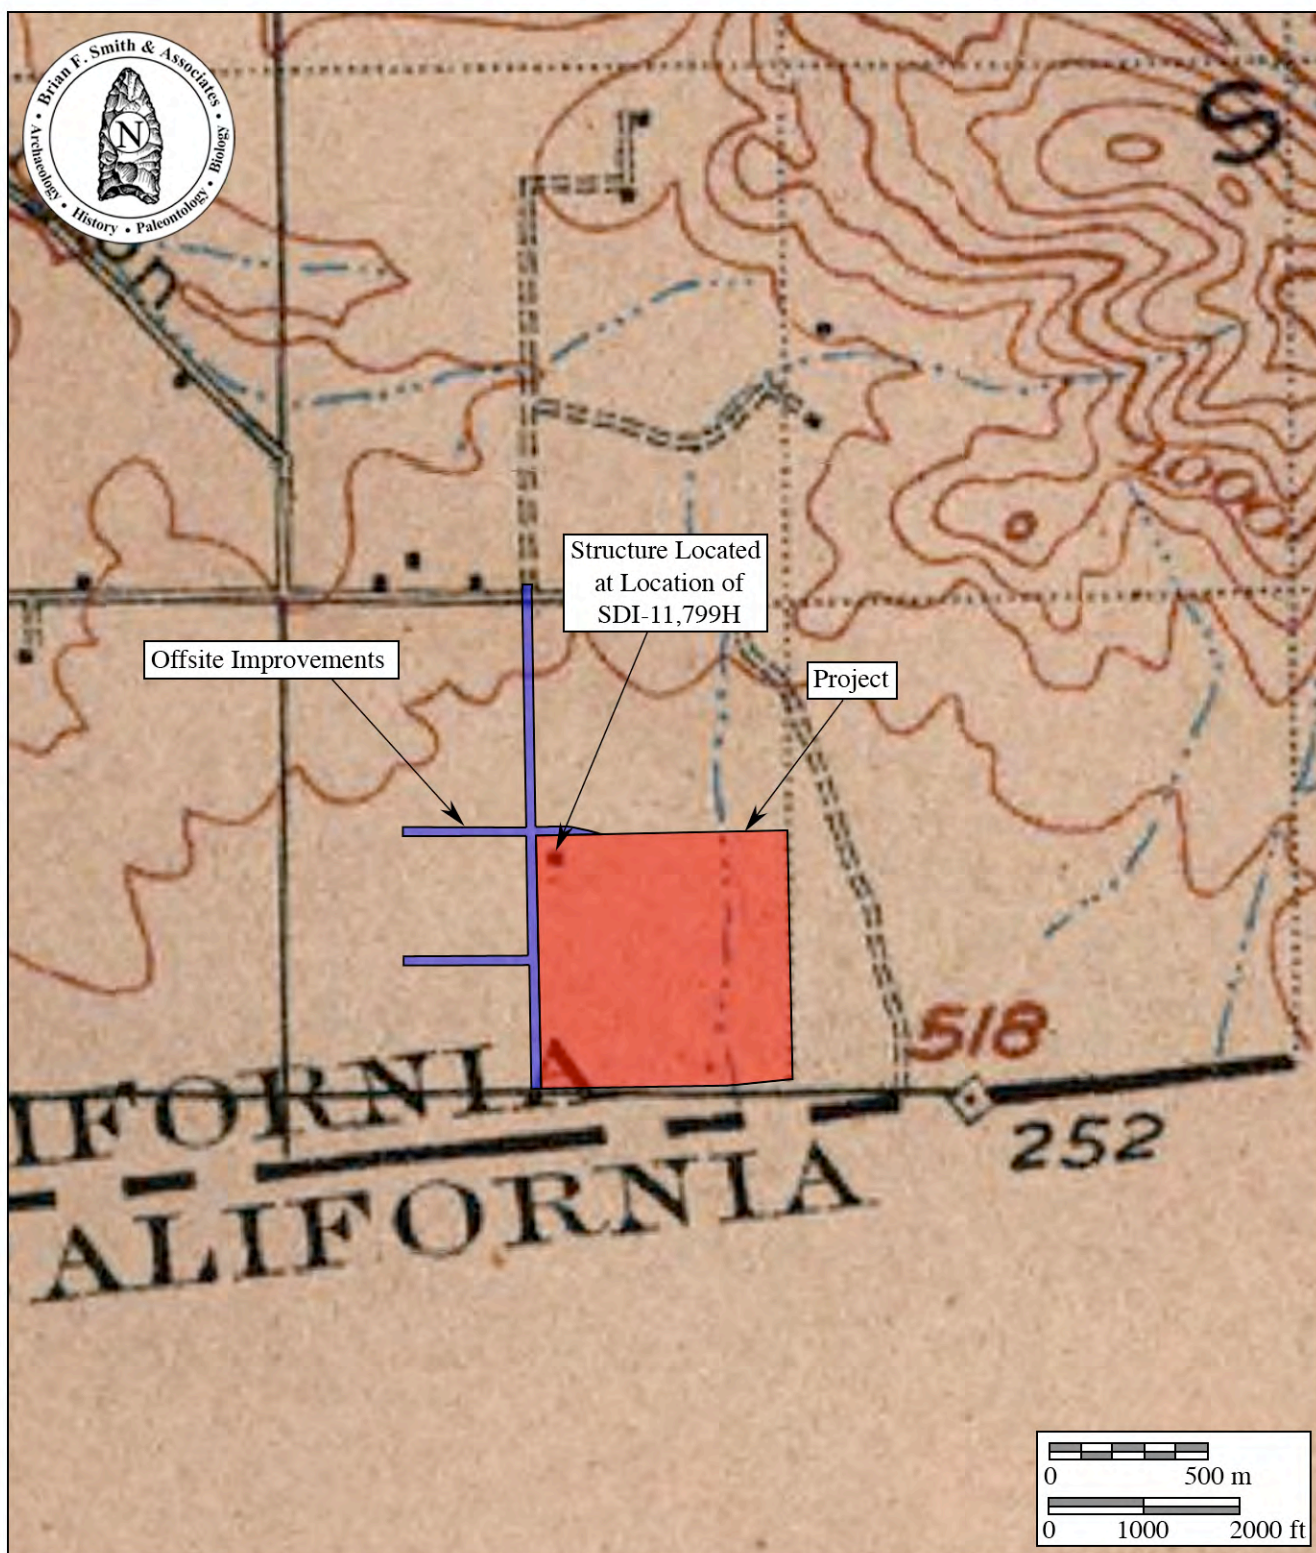 • Brian F. Smith & Associates •
Archaeology • History • Paleontology • Biology
N
S
on
Structure Located
at Location of
SDI-11,799H
Offsite Improvements
Project
518
IFORNIA
252
ALIFORNIA
0 500 m
0 1000 2000 ft